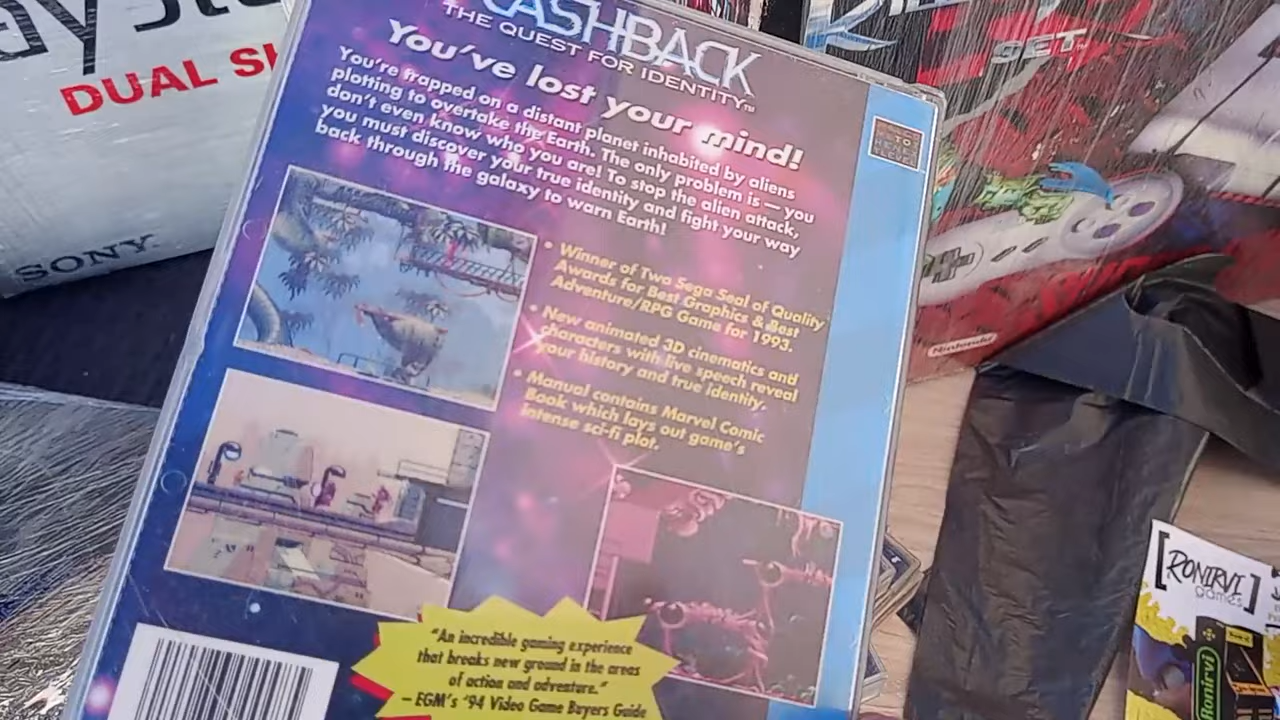 DUAL
SONY
THE QUEST FOR IDENTITY™
You've lost your mind!
You're trapped on a distant planet inhabited by aliens
plotting to overtake the Earth. The only problem is — you
don't even know who you are! To stop the alien attack,
you must discover your true identity and fight your way
back through the galaxy to warn Earth!
• Winner of Two Sega Seal of Quality
Awards for Best Graphics & Best
Adventure/RPG Game for 1993.
• New animated 3D cinematics and
characters with live speech reveal
your history and true identity.
• Manual contains Marvel Comic
Book which lays out game's
intense sci-fi plot.
"An incredible gaming experience
that breaks new ground in the areas
of action and adventure."
— EGM's '94 Video Game Buyers Guide
SET
Nintendo
[RONIRVI
games]
Ronirvi